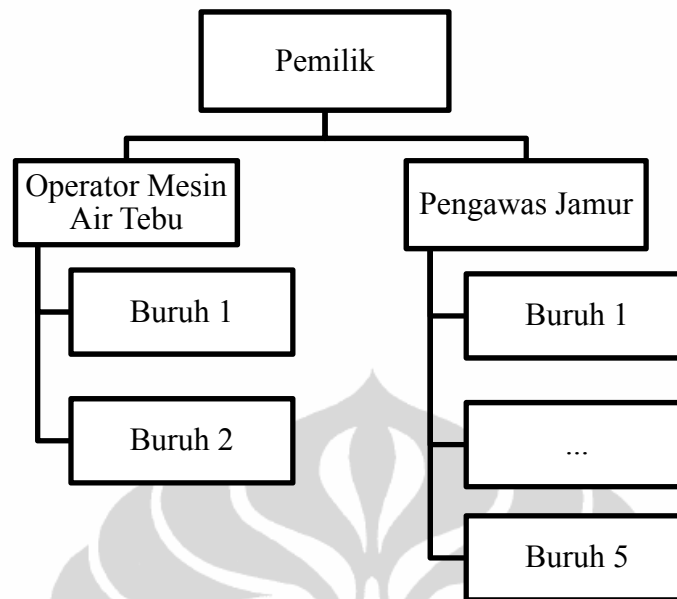 Pemilik
Operator Mesin
Air Tebu
Buruh 1
Buruh 2
Pengawas Jamur
Buruh 1
...
Buruh 5